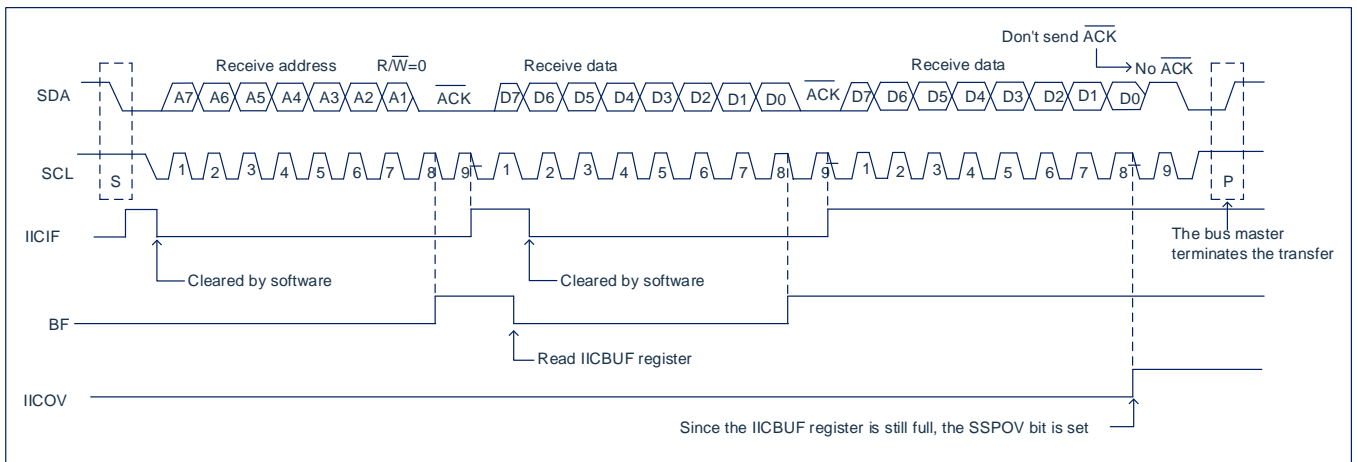 Don't send ACK
Receive address R/W=0 Receive data Receive data No ACK
SDA A7 A6 A5 A4 A3 A2 A1 ACK D7 D6 D5 D4 D3 D2 D1 D0 ACK D7 D6 D5 D4 D3 D2 D1 D0
SCL S 1 2 3 4 5 6 7 8 9 1 2 3 4 5 6 7 8 9 1 2 3 4 5 6 7 8 9 P
IICIF
The bus master
terminates the transfer
Cleared by software Cleared by software
BF
Read IICBUF register
IICOV
Since the IICBUF register is still full, the SSPOV bit is set